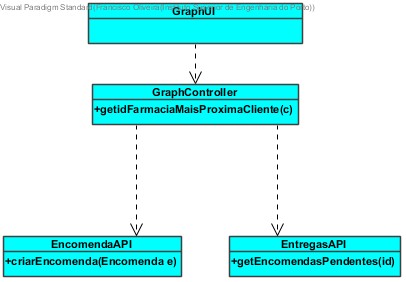 Visual Paradigm Standard(Francisco Oliveira(Instituto Superior de Engenharia do Porto))
GraphUI
GraphController
+getidFarmaciaMaisProximaCliente(c)
EncomendaAPI
+criarEncomenda(Encomenda e)
EntregasAPI
+getEncomendasPendentes(id)